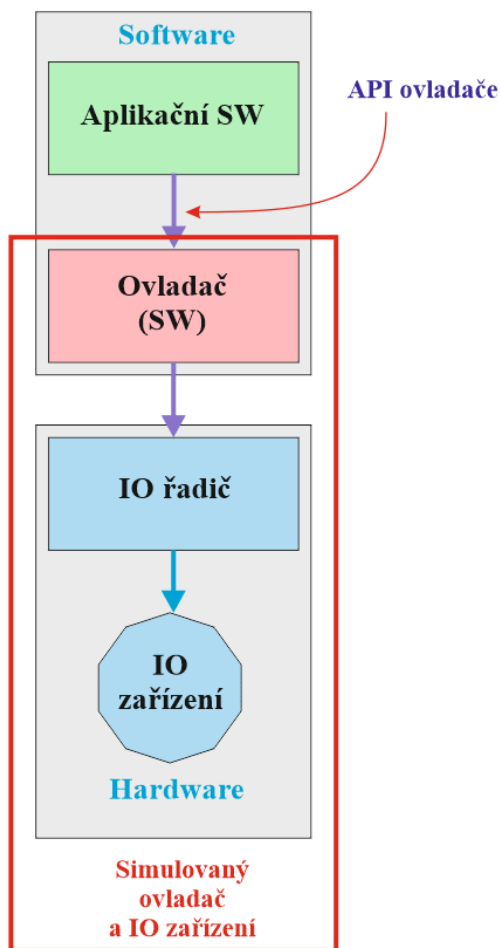 Software
Aplikační SW
API ovladače
Ovladač
(SW)
IO řadič
IO
zařízení
Hardware
Simulovaný
ovladač
a IO zařízení